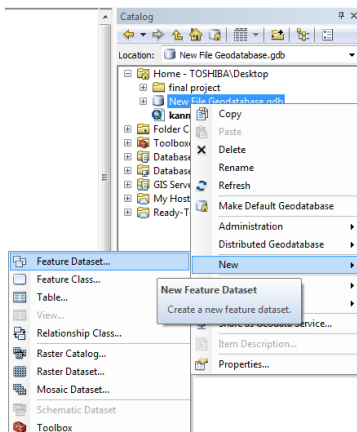 Catalog
Location: New File Geodatabase.gdb
Home - TOSHIBA\Desktop
final project
New File Geodatabase.gdb
kann
Folder C
Toolbox
Database
Database
GIS Serve
My Host
Ready-T
Copy
Paste
Delete
Rename
Refresh
Make Default Geodatabase
Administration
Distributed Geodatabase
New
Item Description...
Properties...
Feature Dataset...
Feature Class...
Table...
View...
Relationship Class...
Raster Catalog...
Raster Dataset...
Mosaic Dataset...
Schematic Dataset
Toolbox
New Feature Dataset
Create a new feature dataset.